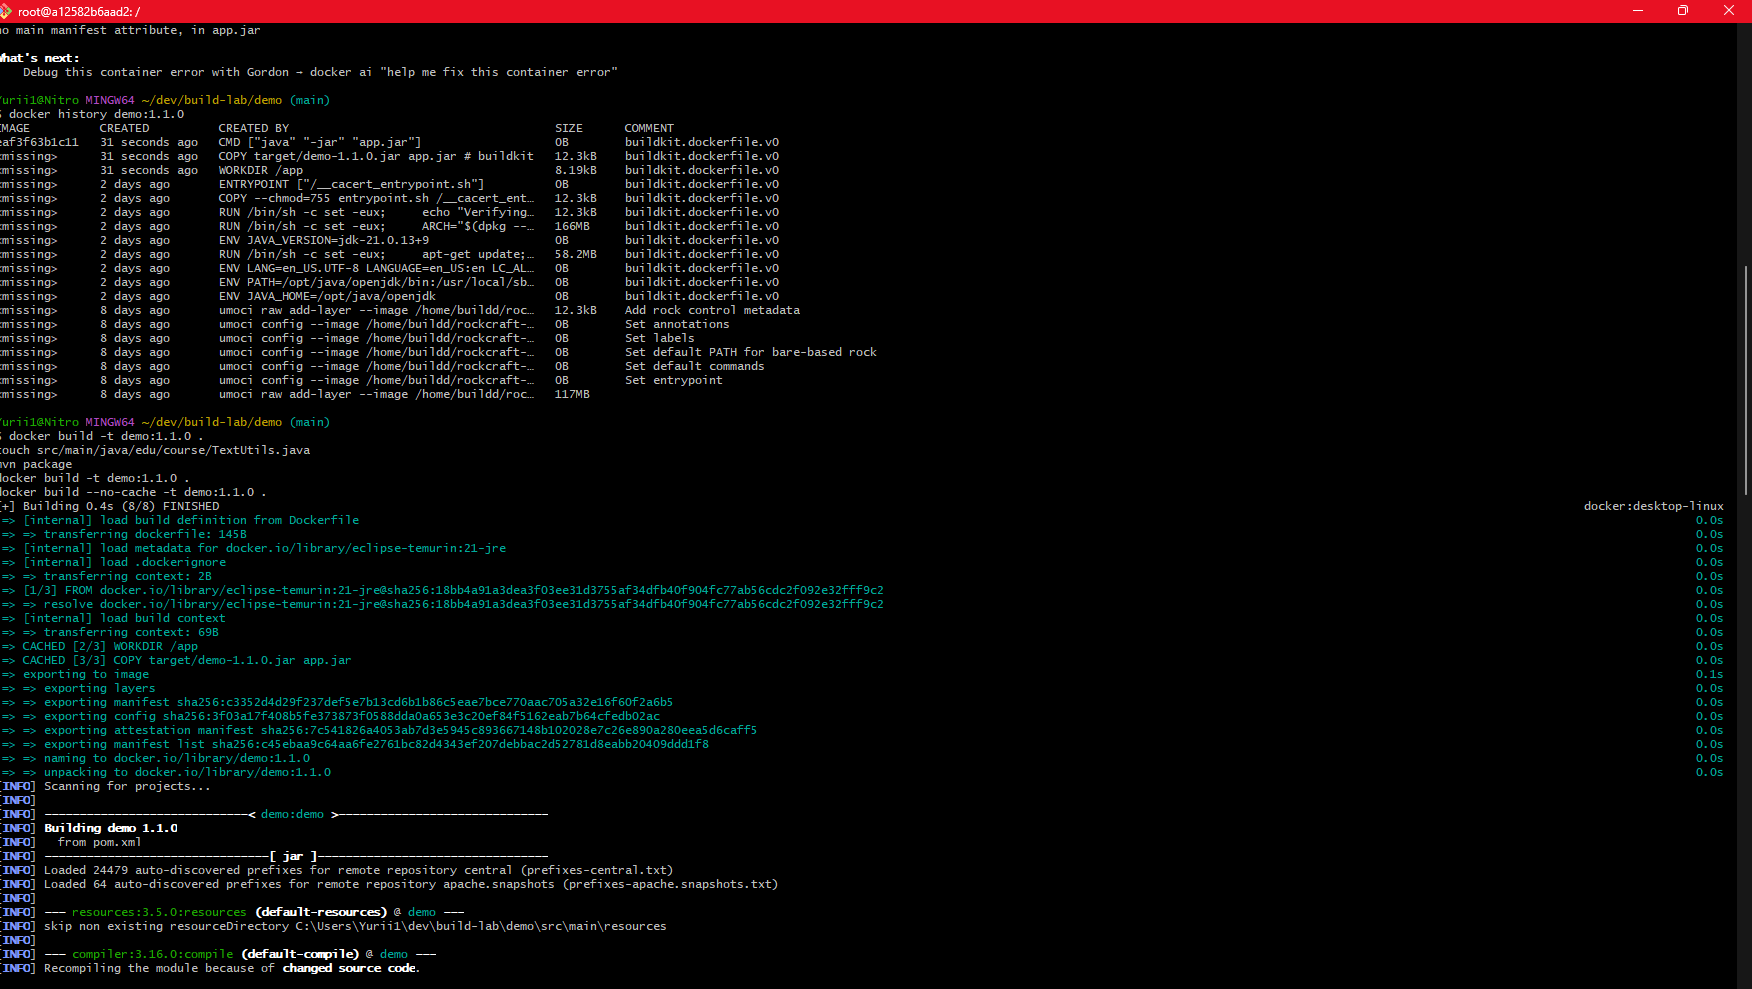 root@a12582b6aad2: /
no main manifest attribute, in app.jar
What's next:
Debug this container error with Gordon → docker ai "help me fix this container error"
Yurii1@Nitro MINGW64 ~/dev/build-lab/demo (main)
$ docker history demo:1.1.0
IMAGE CREATED CREATED BY SIZE COMMENT
eaf3f63b1c11 31 seconds ago CMD ["java" "-jar" "app.jar"] 0B buildkit.dockerfile.v0
<missing> 31 seconds ago COPY target/demo-1.1.0.jar app.jar # buildkit 12.3kB buildkit.dockerfile.v0
<missing> 31 seconds ago WORKDIR /app 8.19kB buildkit.dockerfile.v0
<missing> 2 days ago ENTRYPOINT ["/__cacert_entrypoint.sh"] 0B buildkit.dockerfile.v0
<missing> 2 days ago COPY --chmod=755 entrypoint.sh /__cacert_ent… 12.3kB buildkit.dockerfile.v0
<missing> 2 days ago RUN /bin/sh -c set -eux; echo "Verifying… 12.3kB buildkit.dockerfile.v0
<missing> 2 days ago RUN /bin/sh -c set -eux; ARCH="$(dpkg --… 166MB buildkit.dockerfile.v0
<missing> 2 days ago ENV JAVA_VERSION=jdk-21.0.13+9 0B buildkit.dockerfile.v0
<missing> 2 days ago RUN /bin/sh -c set -eux; apt-get update;… 58.2MB buildkit.dockerfile.v0
<missing> 2 days ago ENV LANG=en_US.UTF-8 LANGUAGE=en_US:en LC_AL… 0B buildkit.dockerfile.v0
<missing> 2 days ago ENV PATH=/opt/java/openjdk/bin:/usr/local/sb… 0B buildkit.dockerfile.v0
<missing> 2 days ago ENV JAVA_HOME=/opt/java/openjdk 0B buildkit.dockerfile.v0
<missing> 8 days ago umoci raw add-layer --image /home/buildd/roc… 12.3kB Add rock control metadata
<missing> 8 days ago umoci config --image /home/buildd/rockcraft-… 0B Set annotations
<missing> 8 days ago umoci config --image /home/buildd/rockcraft-… 0B Set labels
<missing> 8 days ago umoci config --image /home/buildd/rockcraft-… 0B Set default PATH for bare-based rock
<missing> 8 days ago umoci config --image /home/buildd/rockcraft-… 0B Set default commands
<missing> 8 days ago umoci config --image /home/buildd/rockcraft-… 0B Set entrypoint
<missing> 8 days ago umoci raw add-layer --image /home/buildd/roc… 117MB
Yurii1@Nitro MINGW64 ~/dev/build-lab/demo (main)
$ docker build -t demo:1.1.0 .
touch src/main/java/edu/course/TextUtils.java
mvn package
docker build -t demo:1.1.0 .
docker build --no-cache -t demo:1.1.0 .
[+] Building 0.4s (8/8) FINISHED docker:desktop-linux
=> [internal] load build definition from Dockerfile 0.0s
=> => transferring dockerfile: 145B 0.0s
=> [internal] load metadata for docker.io/library/eclipse-temurin:21-jre 0.0s
=> [internal] load .dockerignore 0.0s
=> => transferring context: 2B 0.0s
=> [1/3] FROM docker.io/library/eclipse-temurin:21-jre@sha256:18bb4a91a3dea3f03ee31d3755af34dfb40f904fc77ab56cdc2f092e32fff9c2 0.0s
=> => resolve docker.io/library/eclipse-temurin:21-jre@sha256:18bb4a91a3dea3f03ee31d3755af34dfb40f904fc77ab56cdc2f092e32fff9c2 0.0s
=> [internal] load build context 0.0s
=> => transferring context: 69B 0.0s
=> CACHED [2/3] WORKDIR /app 0.0s
=> CACHED [3/3] COPY target/demo-1.1.0.jar app.jar 0.0s
=> exporting to image 0.1s
=> => exporting layers 0.0s
=> => exporting manifest sha256:c3352d4d29f237def5e7b13cd6b1b86c5eae7bce770aac705a32e16f60f2a6b5 0.0s
=> => exporting config sha256:3f03a17f408b5fe373873f0588dda0a653e3c20ef84f5162eab7b64cfedb02ac 0.0s
=> => exporting attestation manifest sha256:7c541826a4053ab7d3e5945c893667148b102028e7c26e890a280eea5d6caff5 0.0s
=> => exporting manifest list sha256:c45ebaa9c64aa6fe2761bc82d4343ef207debbac2d52781d8eabb20409ddd1f8 0.0s
=> => naming to docker.io/library/demo:1.1.0 0.0s
=> => unpacking to docker.io/library/demo:1.1.0 0.0s
[INFO] Scanning for projects...
[INFO]
[INFO] -----------------------------< demo:demo >------------------------------
[INFO] Building demo 1.1.0
[INFO] from pom.xml
[INFO] --------------------------------[ jar ]---------------------------------
[INFO] Loaded 24479 auto-discovered prefixes for remote repository central (prefixes-central.txt)
[INFO] Loaded 64 auto-discovered prefixes for remote repository apache.snapshots (prefixes-apache.snapshots.txt)
[INFO]
[INFO] --- resources:3.5.0:resources (default-resources) @ demo ---
[INFO] skip non existing resourceDirectory C:\Users\Yurii1\dev\build-lab\demo\src\main\resources
[INFO]
[INFO] --- compiler:3.16.0:compile (default-compile) @ demo ---
[INFO] Recompiling the module because of changed source code.